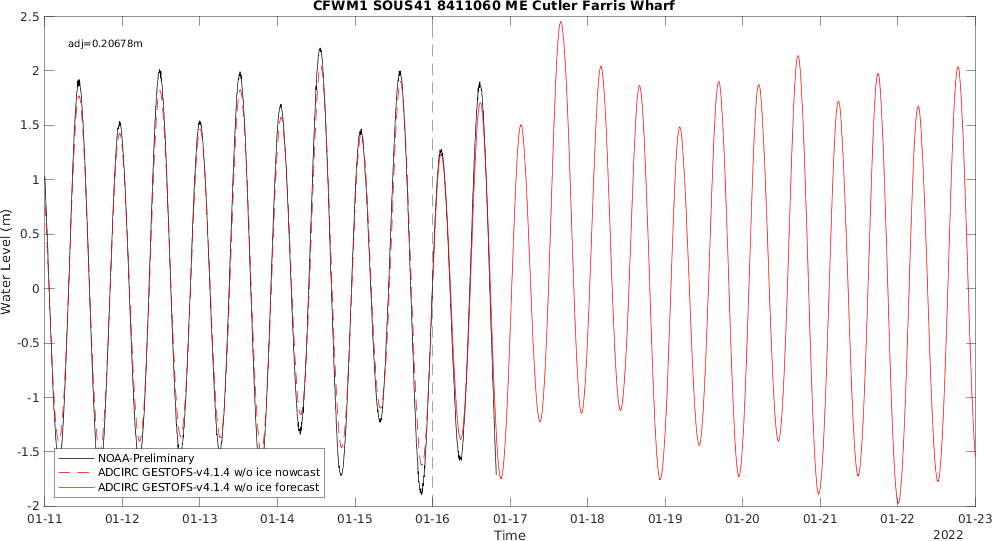 CFWM1 SOUS41 8411060 ME Cutler Farris Wharf
adj=0.20678m
2.5
2
1.5
1
0.5
0
-0.5
-1
-1.5
-2
Water Level (m)
NOAA-Preliminary
ADCIRC GESTOFS-v4.1.4 w/o ice nowcast
ADCIRC GESTOFS-v4.1.4 w/o ice forecast
01-11 01-12 01-13 01-14 01-15 01-16 01-17 01-18 01-19 01-20 01-21 01-22 01-23
Time
2022